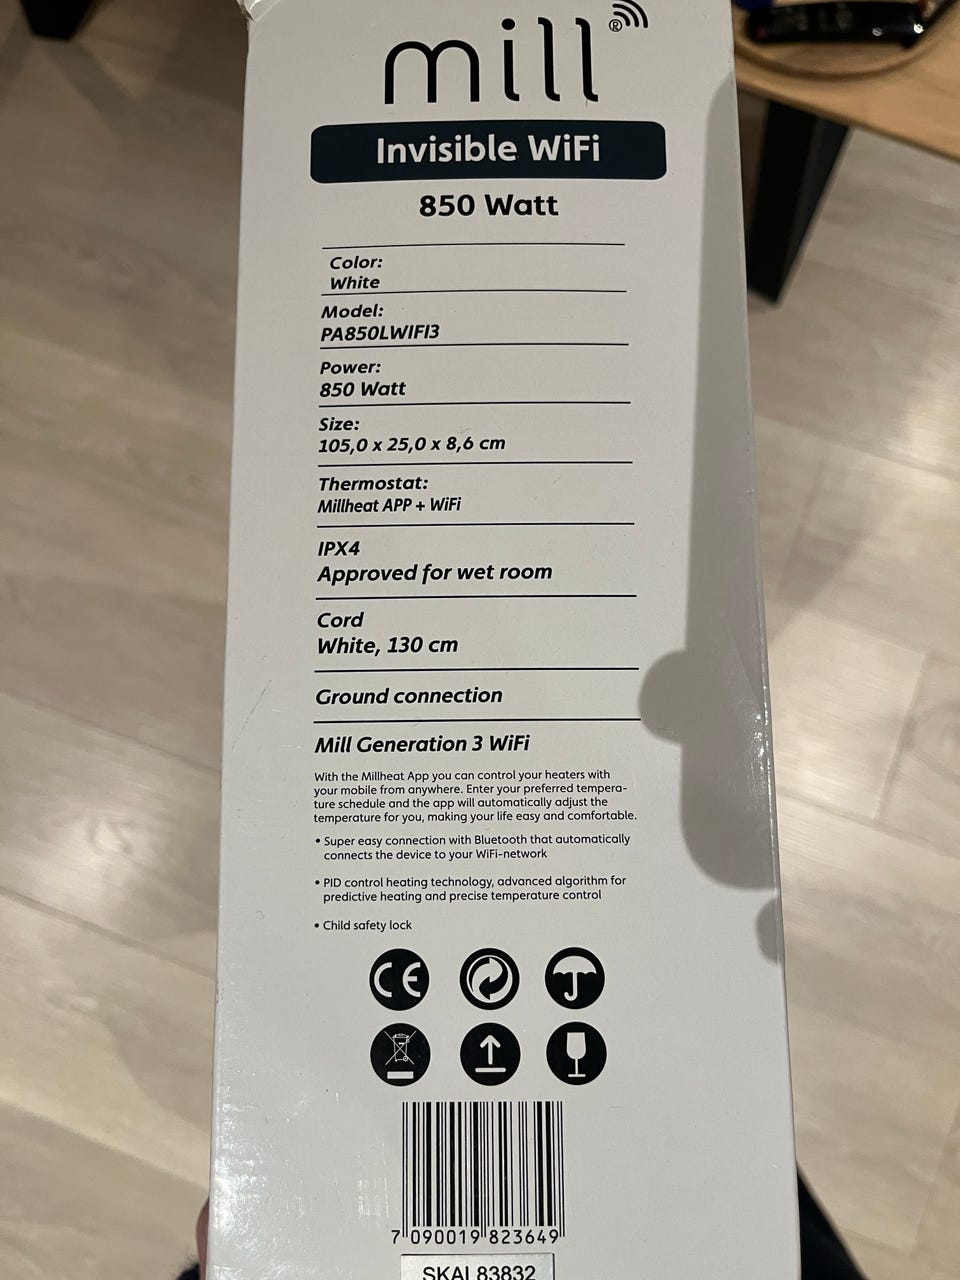 mill®
Invisible WiFi
850 Watt
Color:
White
Model:
PA850LWIFI3
Power:
850 Watt
Size:
105,0 x 25,0 x 8,6 cm
Thermostat:
Millheat APP + WiFi
IPX4
Approved for wet room
Cord
White, 130 cm
Ground connection
Mill Generation 3 WiFi
With the Millheat App you can control your heaters with
your mobile from anywhere. Enter your preferred tempera-
ture schedule and the app will automatically adjust the
temperature for you, making your life easy and comfortable.
• Super easy connection with Bluetooth that automatically
connects the device to your WiFi-network
• PID control heating technology, advanced algorithm for
predictive heating and precise temperature control
• Child safety lock
CE
7 090019 823649
SKAL83832